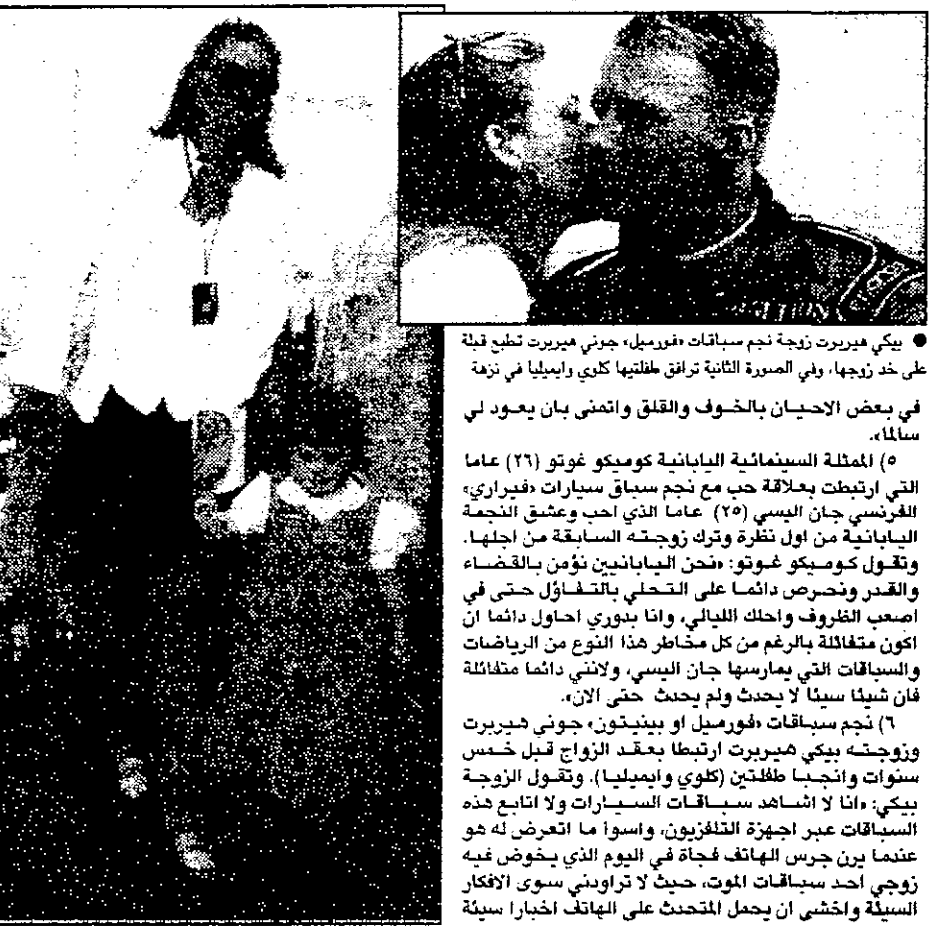 ● بيكي هيربرت زوجة نجم سباقات «فورميل» جوني هيربرت تطبع قبلة
على خد زوجها، وفي الصورة الثانية ترافق طفلتيها كلوي وايميليا في نزهة
في بعض الاحيان بالخوف والقلق واتمنى بان يعود لي
سالما».
٥) الممثلة السينمائية اليابانية كوميكو غوتو (٢٦) عاما
التي ارتبطت بعلاقة حب مع نجم سباق سيارات «فيراري»
الفرنسي جان اليسي (٢٥) عاما الذي احب وعشق النجمة
اليابانية من اول نظرة وترك زوجته السابقة من اجلها.
وتقول كوميكو غوتو: «نحن اليابانيين نؤمن بالقضاء
والقدر ونحرص دائما على التحلي بالتفاؤل حتى في
اصعب الظروف واحلك الليالي، وانا بدوري احاول دائما ان
اكون متفائلة بالرغم من كل مخاطر هذا النوع من الرياضات
والسباقات التي يمارسها جان اليسي، ولانني دائما متفائلة
فان شيئا سيئا لا يحدث ولم يحدث حتى الان».
٦) نجم سباقات «فورميل او بينيتون» جوني هيربرت
وزوجته بيكي هيربرت ارتبطا بعقد الزواج قبل خمس
سنوات وانجبا طفلتين (كلوي وايميليا). وتقول الزوجة
بيكي: «انا لا اشاهد سباقات السيارات ولا اتابع هذه
السباقات عبر اجهزة التلفزيون، واسوا ما اتعرض له هو
عندما يرن جرس الهاتف فجأة في اليوم الذي يخوض فيه
زوجي احد سباقات الموت، حيث لا تراودني سوى الافكار
السيئة واخشى ان يحمل المتحدث على الهاتف اخبارا سيئة